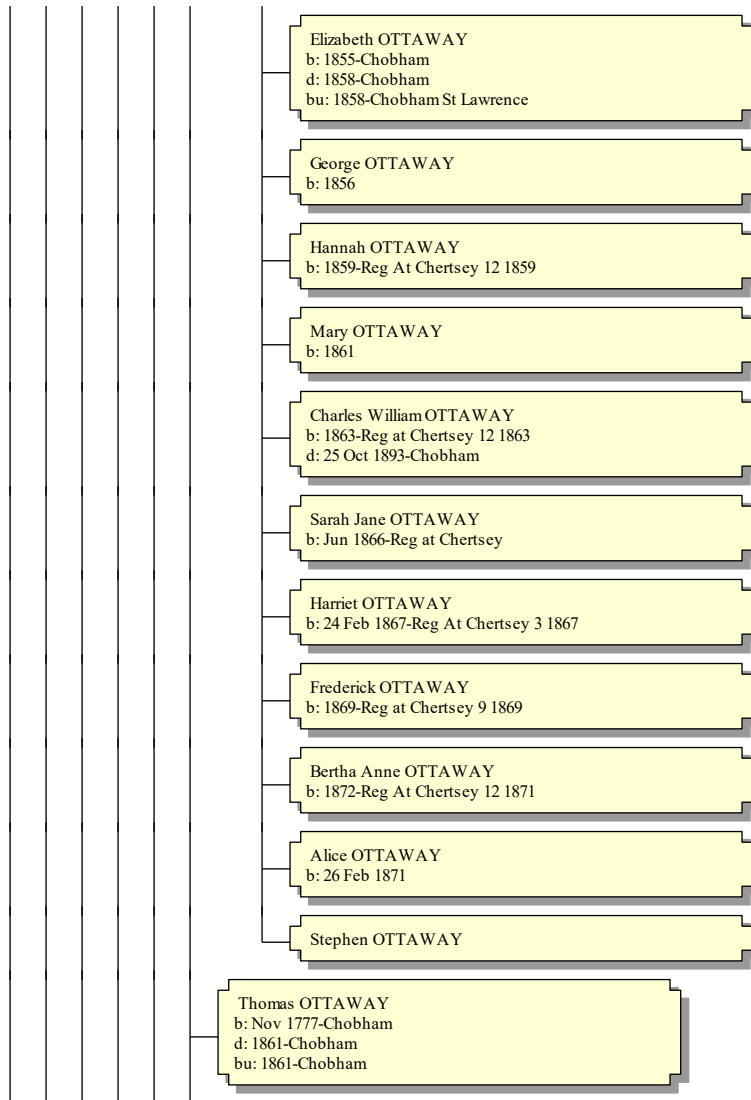 Elizabeth OTTAWAY
b: 1855-Chobham
d: 1858-Chobham
bu: 1858-Chobham St Lawrence
George OTTAWAY
b: 1856
Hannah OTTAWAY
b: 1859-Reg At Chertsey 12 1859
Mary OTTAWAY
b: 1861
Charles William OTTAWAY
b: 1863-Reg at Chertsey 12 1863
d: 25 Oct 1893-Chobham
Sarah Jane OTTAWAY
b: Jun 1866-Reg at Chertsey
Harriet OTTAWAY
b: 24 Feb 1867-Reg At Chertsey 3 1867
Frederick OTTAWAY
b: 1869-Reg at Chertsey 9 1869
Bertha Anne OTTAWAY
b: 1872-Reg At Chertsey 12 1871
Alice OTTAWAY
b: 26 Feb 1871
Stephen OTTAWAY
Thomas OTTAWAY
b: Nov 1777-Chobham
d: 1861-Chobham
bu: 1861-Chobham